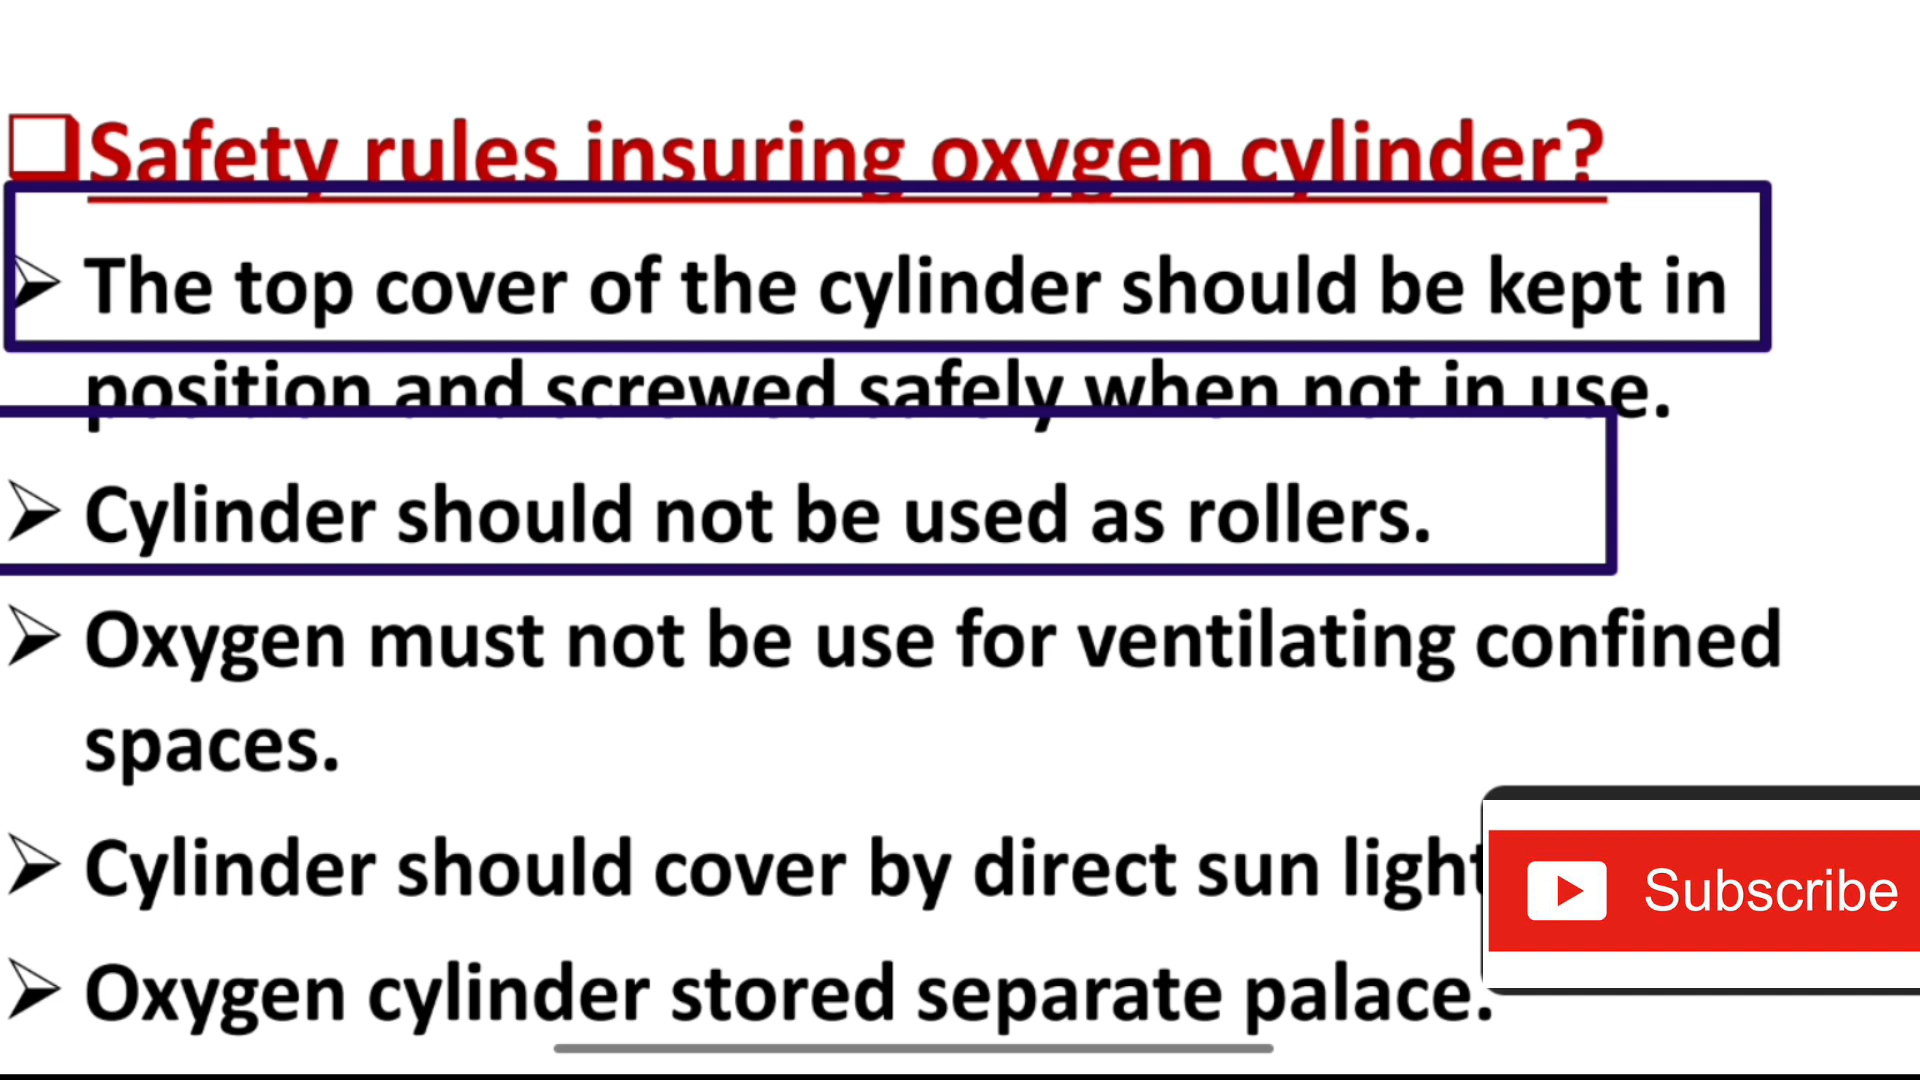 Safety rules insuring oxygen cylinder?
The top cover of the cylinder should be kept in
position and screwed safely when not in use.
Cylinder should not be used as rollers.
Oxygen must not be use for ventilating confined
spaces.
Cylinder should cover by direct sun light
Subscribe
Oxygen cylinder stored separate palace.